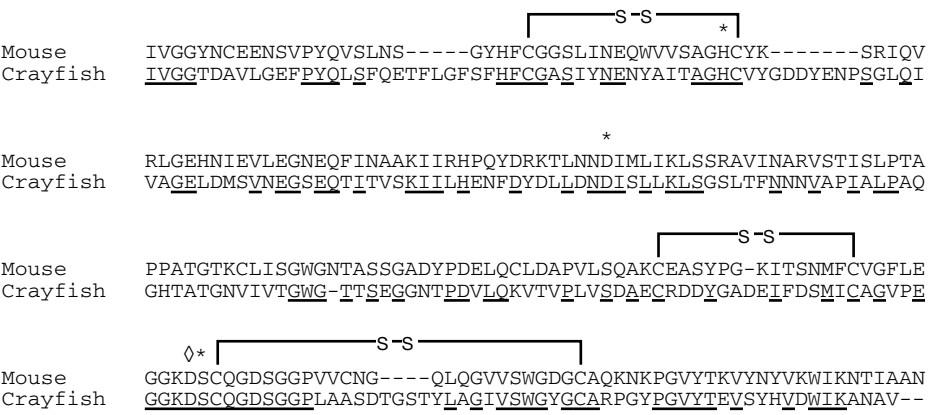 S-S
*
Mouse IVGGYNCEENSVPYQVSLNS-----GYHFCGGSLINEQWVVSAGHCYK-------SRIQV
Crayfish IVGGTDAVLGEFPYQLSFQETFLGFSFHFCGASIYNENYAITAGHCVYGDDYENPSGLQI
*
Mouse RLGEHNIEVLEGNEQFINAAKIIRHPQYDRKTLNNDIMLIKLSSRAVINARVSTISLPTA
Crayfish VAGELDMSVNEGSEQTITVSKIILHENFDYDLLDNDISLLKLSGSLTFNNNVAPIALPAQ
S-S
Mouse PPATGTKCLISGWGNTASSGADYPDELQCLDAPVLSQAKCEASYPG-KITSNMFCVGFLE
Crayfish GHTATGNVIVTGWG-TTSEGGNTPDVLQKVTVPLVSDAECRDDYGADEIFDSMICAGVPE
S-S
◊*
Mouse GGKDSCQGDSGGPVVCNG----QLQGVVSWGDGCAQKNKPGVYTKVYNYVKWIKNTIAAN
Crayfish GGKDSCQGDSGGPLAASDTGSTYLAGIVSWGYGCARPGYPGVYTEVSYHVDWIKANAV--